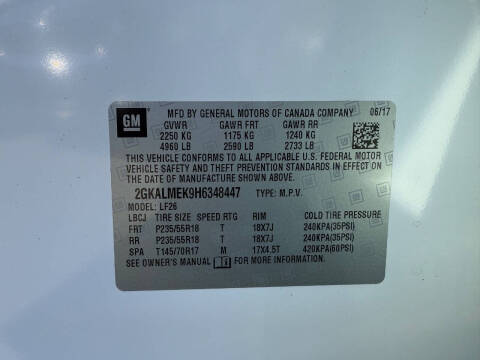 GM
MFD BY GENERAL MOTORS OF CANADA COMPANY 06/17
GVWR GAWR FRT GAWR RR
2250 KG 1175 KG 1240 KG
4960 LB 2590 LB 2733 LB
THIS VEHICLE CONFORMS TO ALL APPLICABLE U.S. FEDERAL MOTOR
VEHICLE SAFETY AND THEFT PREVENTION STANDARDS IN EFFECT
ON THE DATE OF MANUFACTURE SHOWN ABOVE.
2GKALMEK9H6348447 TYPE: M.P.V.
MODEL: LF26
LBCJ TIRE SIZE SPEED RTG RIM COLD TIRE PRESSURE
FRT P235/55R18 T 18X7J 240KPA(35PSI)
RR P235/55R18 T 18X7J 240KPA(35PSI)
SPA T145/70R17 M 17X4.5T 420KPA(60PSI)
SEE OWNER'S MANUAL FOR MORE INFORMATION